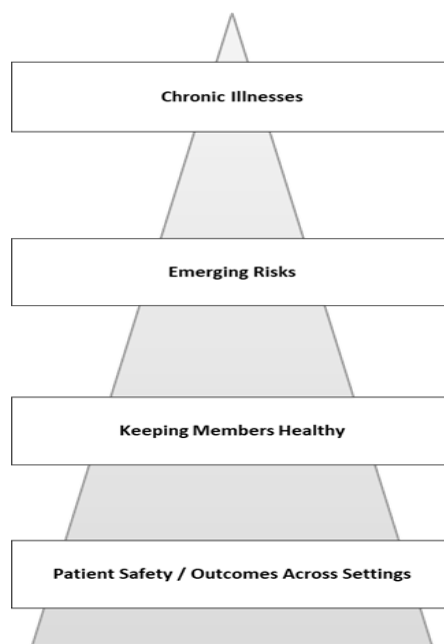 Chronic Illnesses
Emerging Risks
Keeping Members Healthy
Patient Safety / Outcomes Across Settings